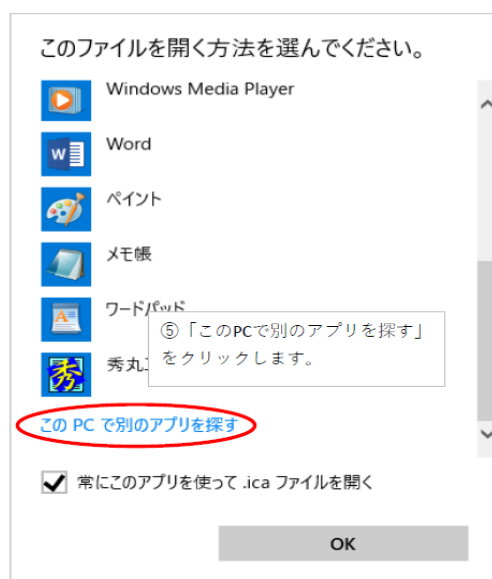 このファイルを開く方法を選んでください。
Windows Media Player
Word
ペイント
メモ帳
ワードパッド
⑤「このPCで別のアプリを探す」
をクリックします。
秀丸
この PC で別のアプリを探す
常にこのアプリを使って .ica ファイルを開く
OK